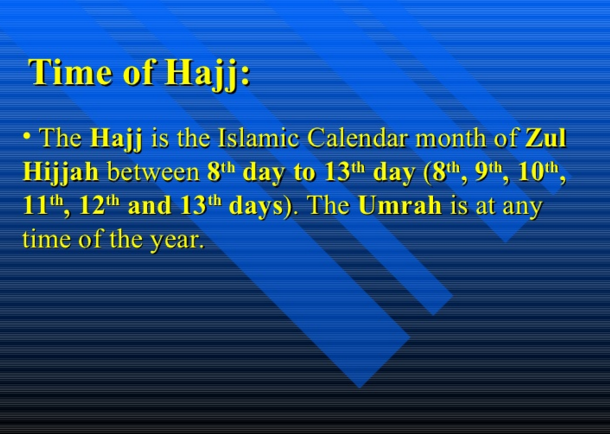 Time of Hajj:
• The Hajj is the Islamic Calendar month of Zul
Hijjah between 8th day to 13th day (8th, 9th, 10th,
11th, 12th and 13th days). The Umrah is at any
time of the year.